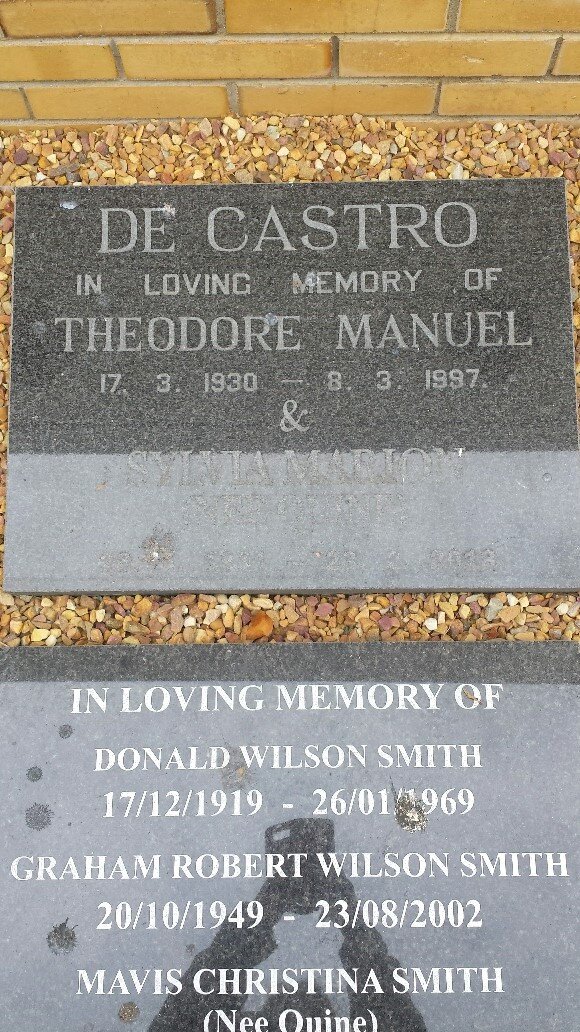 DE CASTRO
IN LOVING MEMORY OF
THEODORE MANUEL
17. 3. 1930 — 8. 3. 1997.
&
SYLVIA MARION
IN LOVING MEMORY OF
DONALD WILSON SMITH
17/12/1919 - 26/01/1969
GRAHAM ROBERT WILSON SMITH
20/10/1949 - 23/08/2002
MAVIS CHRISTINA SMITH
(Nee Quine)